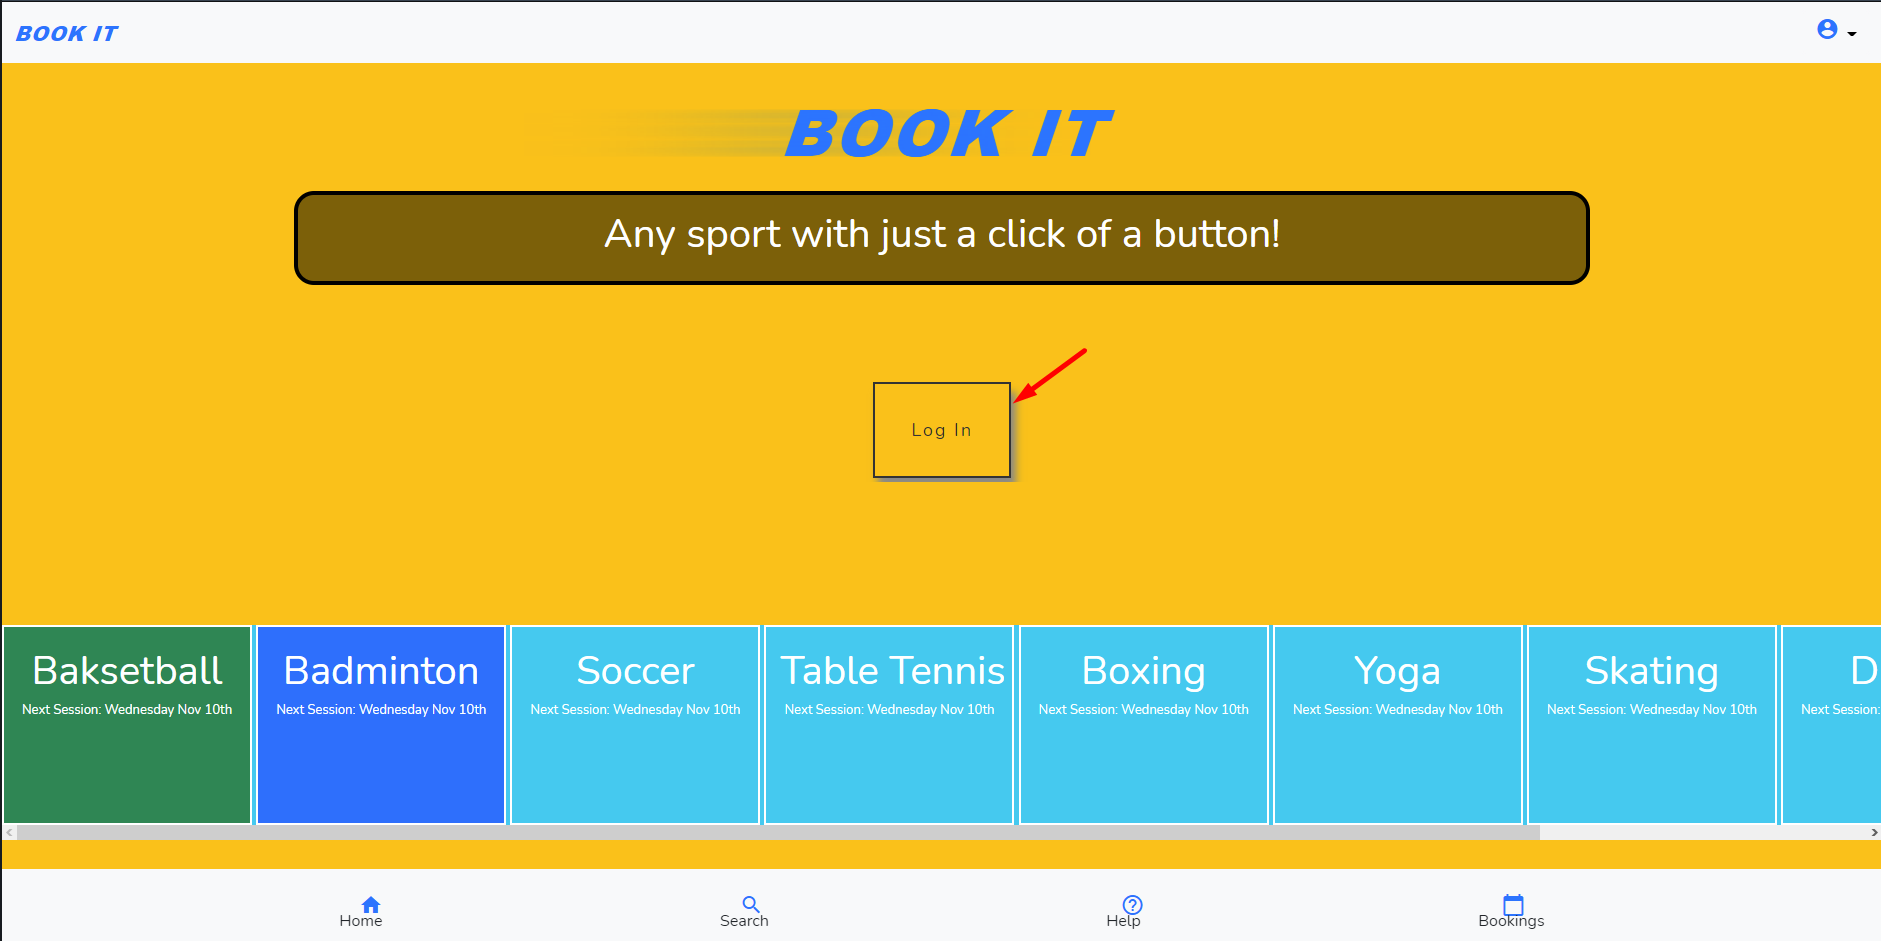 BOOK IT
BOOK IT
Any sport with just a click of a button!
Log In
Baksetball
Next Session: Wednesday Nov 10th
Badminton
Next Session: Wednesday Nov 10th
Soccer
Next Session: Wednesday Nov 10th
Table Tennis
Next Session: Wednesday Nov 10th
Boxing
Next Session: Wednesday Nov 10th
Yoga
Next Session: Wednesday Nov 10th
Skating
Next Session: Wednesday Nov 10th
D
Next Session:
Home
Search
Help
Bookings